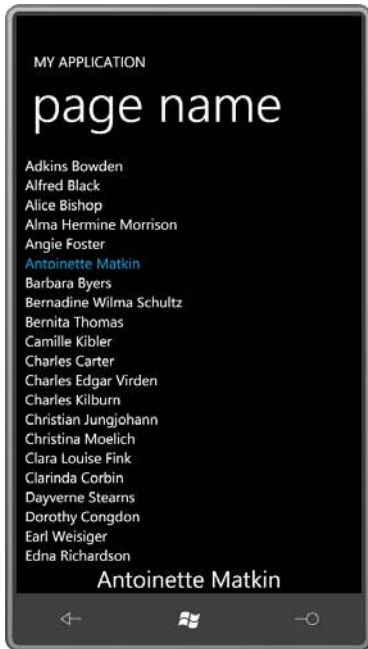 MY APPLICATION
page name
Adkins Bowden
Alfred Black
Alice Bishop
Alma Hermine Morrison
Angie Foster
Antoinette Matkin
Barbara Byers
Bernadine Wilma Schultz
Bernita Thomas
Camille Kibler
Charles Carter
Charles Edgar Virden
Charles Kilburn
Christian Jungjohann
Christina Moelich
Clara Louise Fink
Clarinda Corbin
Dayverne Stearns
Dorothy Congdon
Earl Weisiger
Edna Richardson
Antoinette Matkin